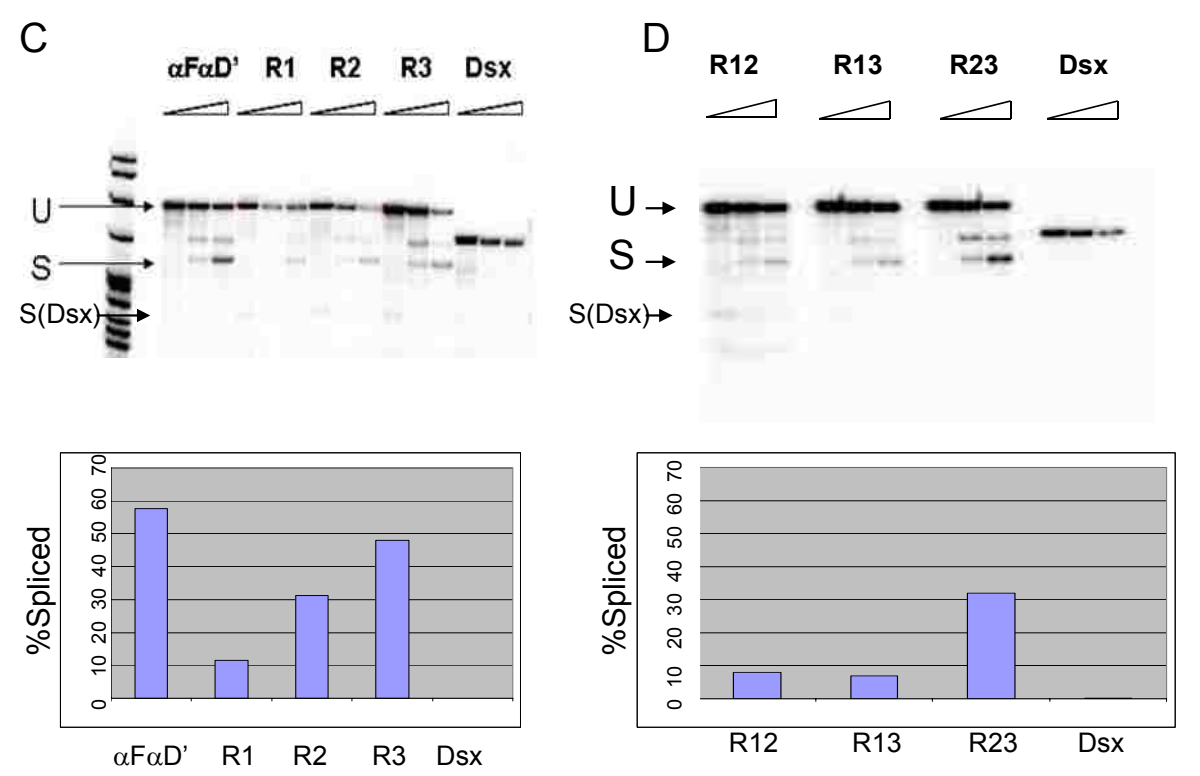 C
αFαD’ R1 R2 R3 Dsx
U
S
S(Dsx)
%Spliced
70
60
50
40
30
20
10
0
αFαD’ R1 R2 R3 Dsx
D
R12 R13 R23 Dsx
U
S
S(Dsx)
%Spliced
70
60
50
40
30
20
10
0
R12 R13 R23 Dsx